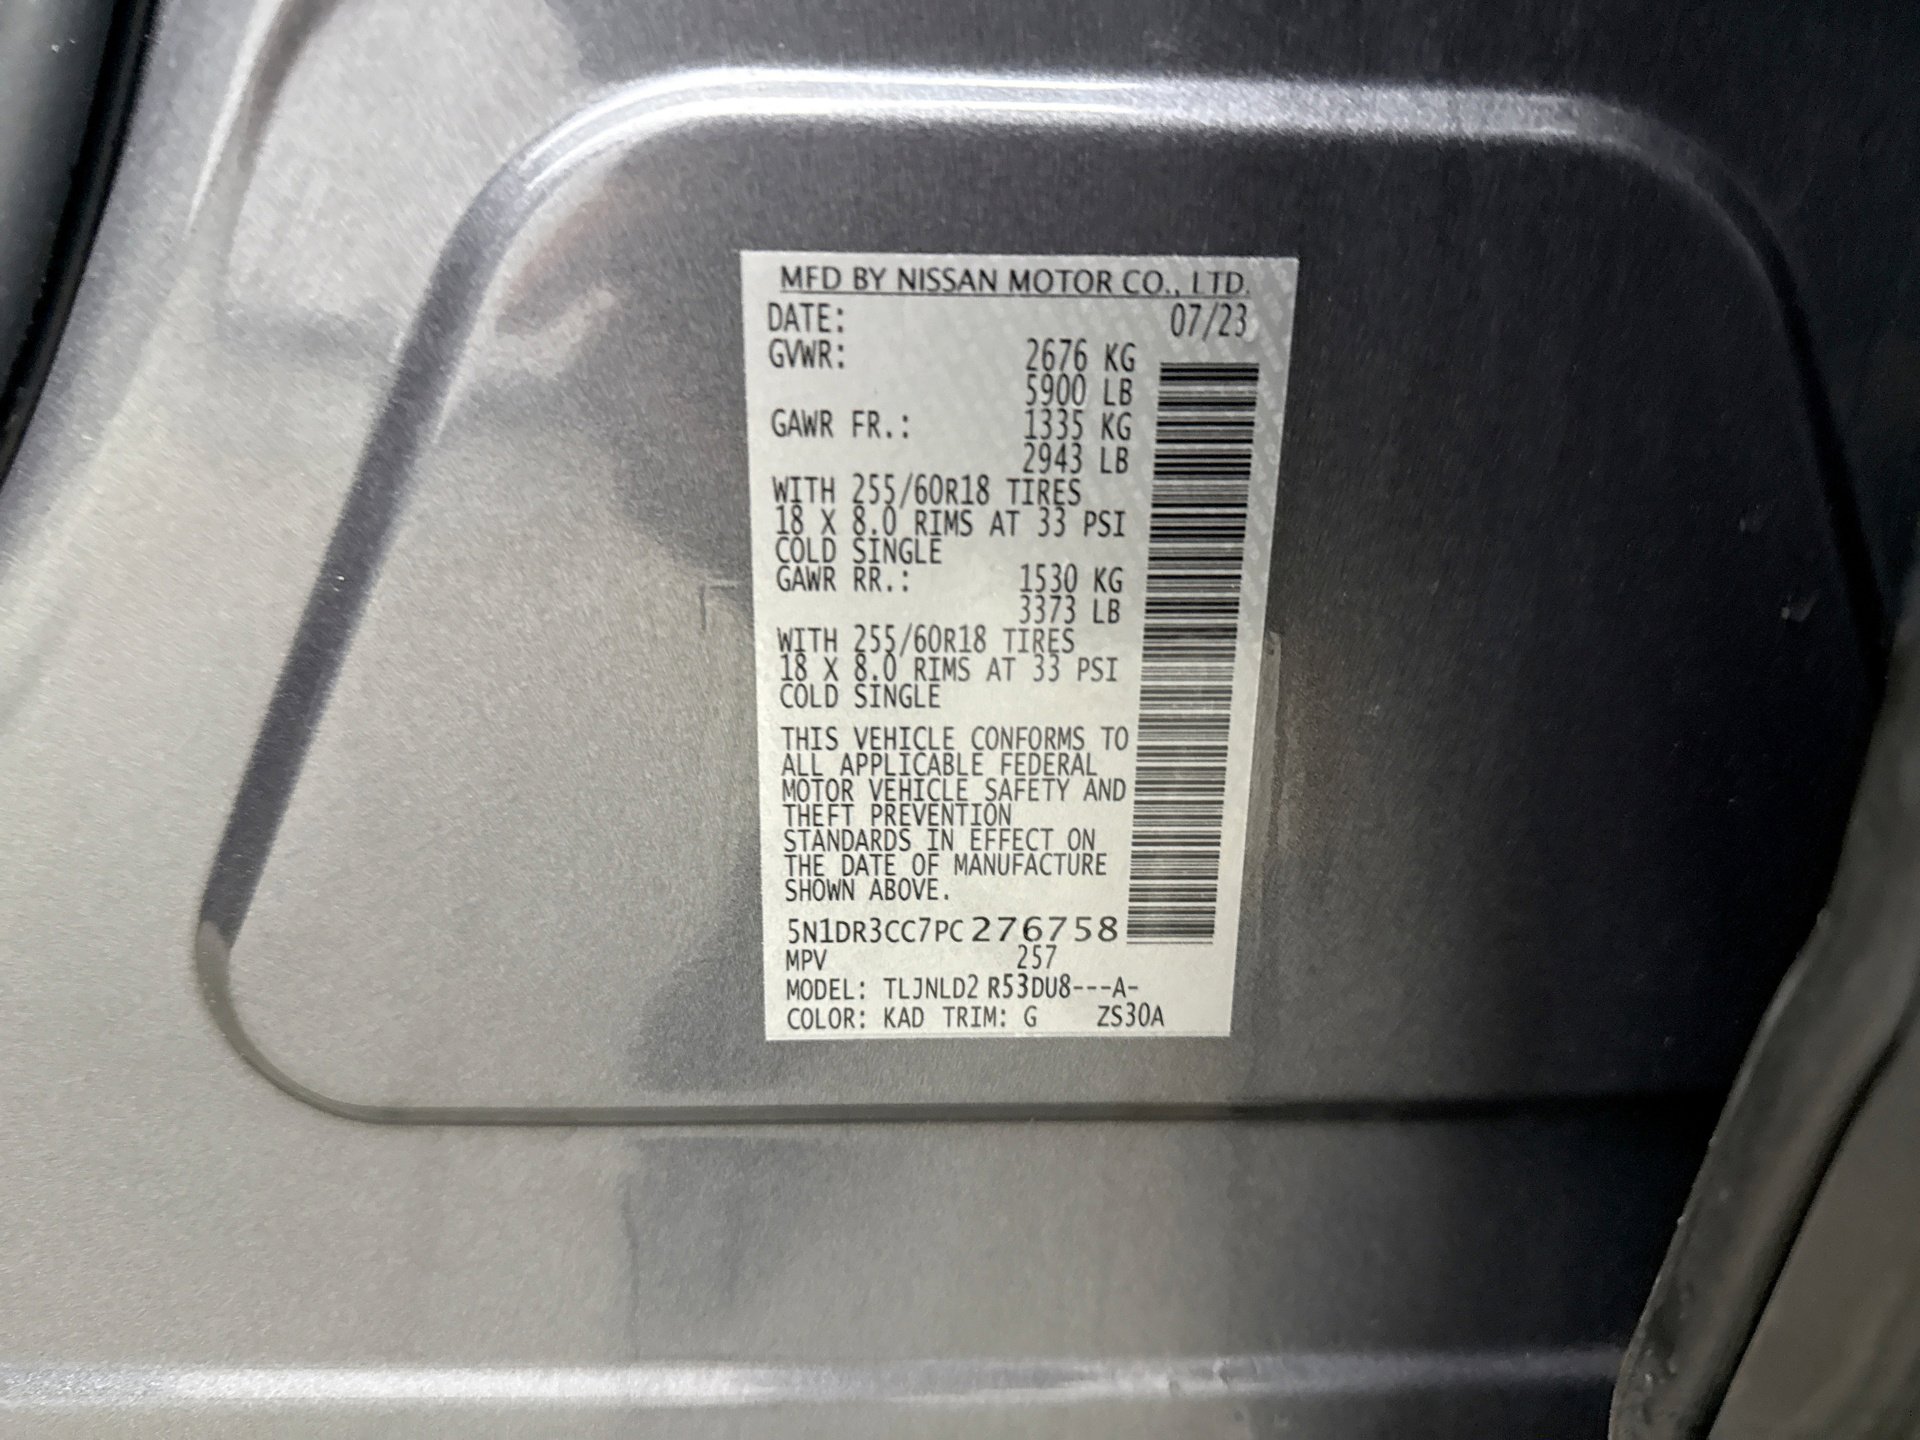 MFD BY NISSAN MOTOR CO., LTD.
DATE: 07/23
GVWR: 2676 KG
5900 LB
GAWR FR.: 1335 KG
2943 LB
WITH 255/60R18 TIRES
18 X 8.0 RIMS AT 33 PSI
COLD SINGLE
GAWR RR.: 1530 KG
3373 LB
WITH 255/60R18 TIRES
18 X 8.0 RIMS AT 33 PSI
COLD SINGLE
THIS VEHICLE CONFORMS TO
ALL APPLICABLE FEDERAL
MOTOR VEHICLE SAFETY AND
THEFT PREVENTION
STANDARDS IN EFFECT ON
THE DATE OF MANUFACTURE
SHOWN ABOVE.
5N1DR3CC7PC276758
MPV 257
MODEL: TLJNLD2 R53DU8---A-
COLOR: KAD TRIM: G ZS30A